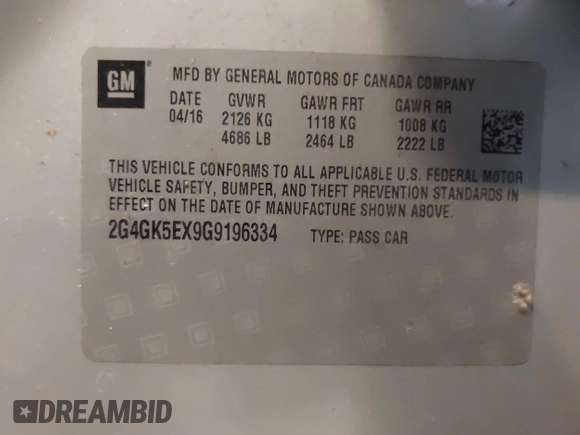 GM
MFD BY GENERAL MOTORS OF CANADA COMPANY
DATE GVWR GAWR FRT GAWR RR
04/16 2126 KG 1118 KG 1008 KG
4686 LB 2464 LB 2222 LB
THIS VEHICLE CONFORMS TO ALL APPLICABLE U.S. FEDERAL MOTOR
VEHICLE SAFETY, BUMPER, AND THEFT PREVENTION STANDARDS IN
EFFECT ON THE DATE OF MANUFACTURE SHOWN ABOVE.
2G4GK5EX9G9196334 TYPE: PASS CAR
DREAMBID